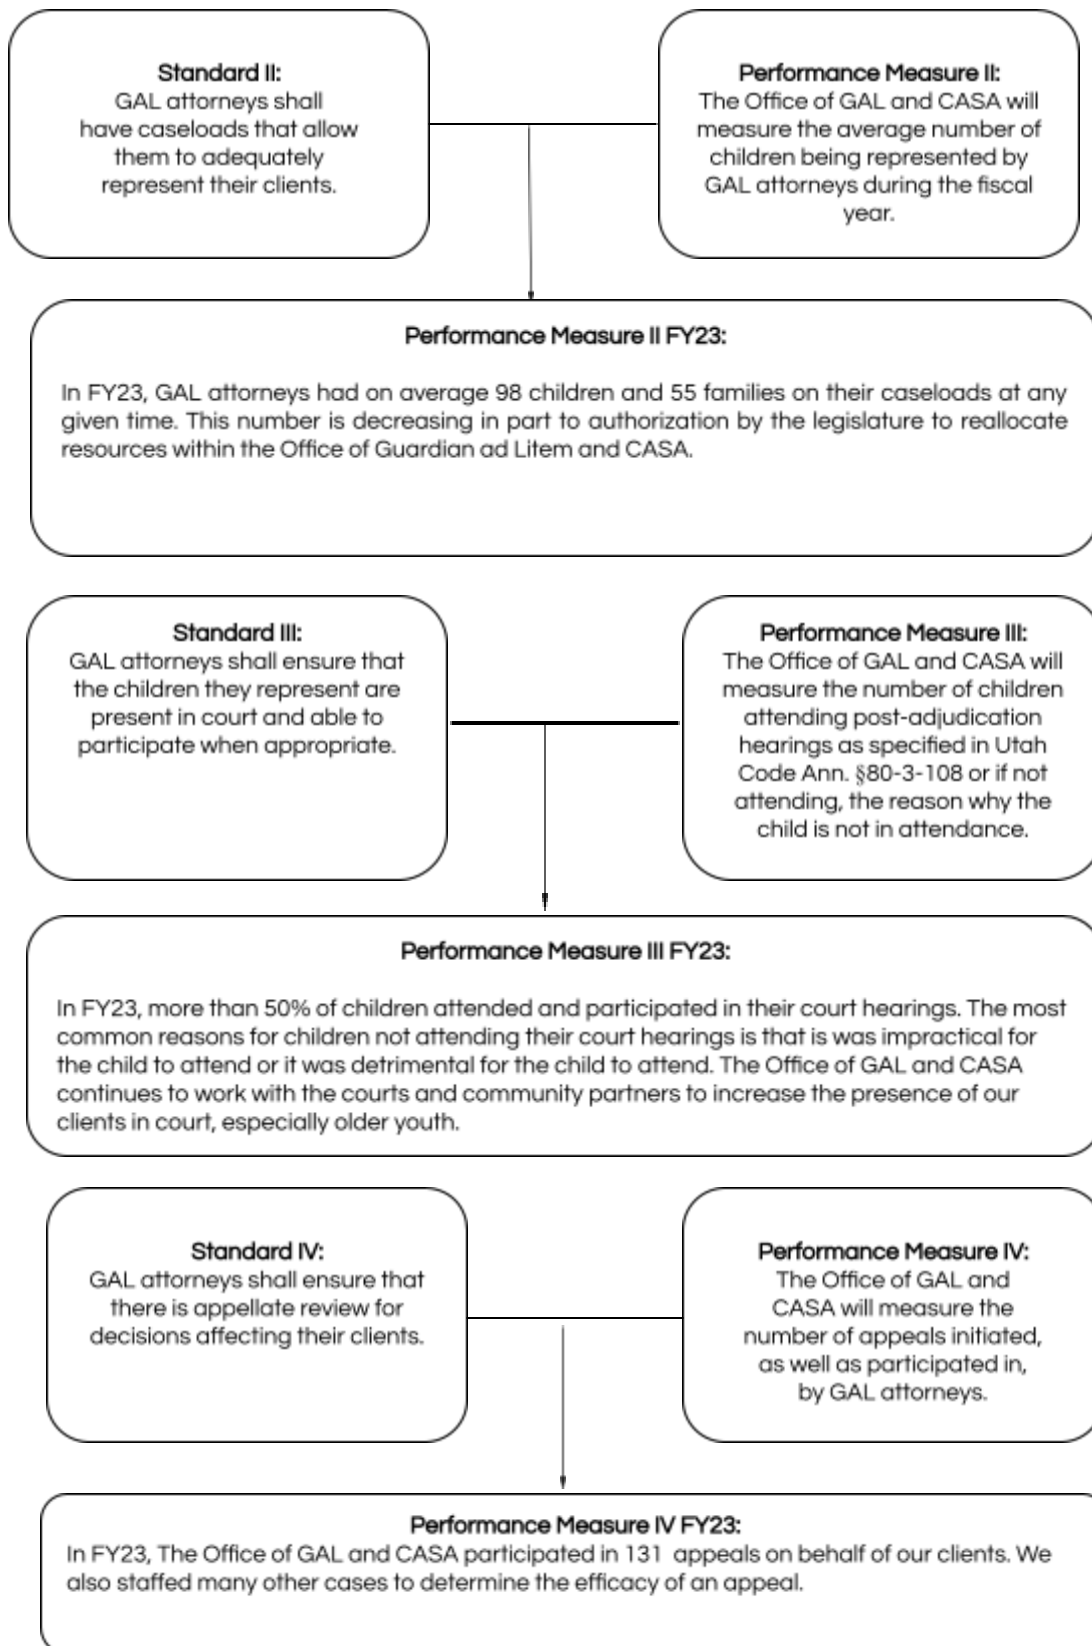 Standard II:
GAL attorneys shall
have caseloads that allow
them to adequately
represent their clients.
Performance Measure II:
The Office of GAL and CASA will
measure the average number of
children being represented by
GAL attorneys during the fiscal
year.
Performance Measure II FY23:
In FY23, GAL attorneys had on average 98 children and 55 families on their caseloads at any
given time. This number is decreasing in part to authorization by the legislature to reallocate
resources within the Office of Guardian ad Litem and CASA.
Standard III:
GAL attorneys shall ensure that
the children they represent are
present in court and able to
participate when appropriate.
Performance Measure III:
The Office of GAL and CASA will
measure the number of children
attending post-adjudication
hearings as specified in Utah
Code Ann. §80-3-108 or if not
attending, the reason why the
child is not in attendance.
Performance Measure III FY23:
In FY23, more than 50% of children attended and participated in their court hearings. The most
common reasons for children not attending their court hearings is that is was impractical for
the child to attend or it was detrimental for the child to attend. The Office of GAL and CASA
continues to work with the courts and community partners to increase the presence of our
clients in court, especially older youth.
Standard IV:
GAL attorneys shall ensure that
there is appellate review for
decisions affecting their clients.
Performance Measure IV:
The Office of GAL and
CASA will measure the
number of appeals initiated,
as well as participated in,
by GAL attorneys.
Performance Measure IV FY23:
In FY23, The Office of GAL and CASA participated in 131 appeals on behalf of our clients. We
also staffed many other cases to determine the efficacy of an appeal.